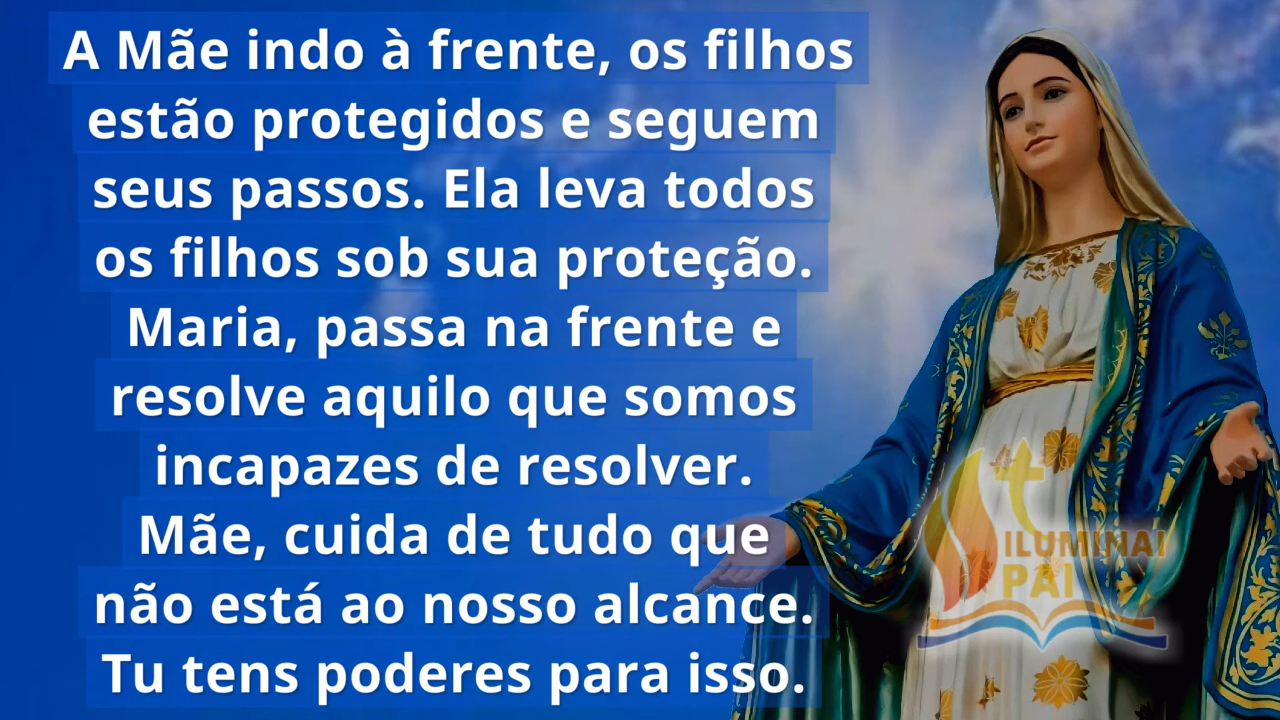 A Mãe indo à frente, os filhos
estão protegidos e seguem
seus passos. Ela leva todos
os filhos sob sua proteção.
Maria, passa na frente e
resolve aquilo que somos
incapazes de resolver.
Mãe, cuida de tudo que
não está ao nosso alcance.
Tu tens poderes para isso.
ILUMINAI
PAI